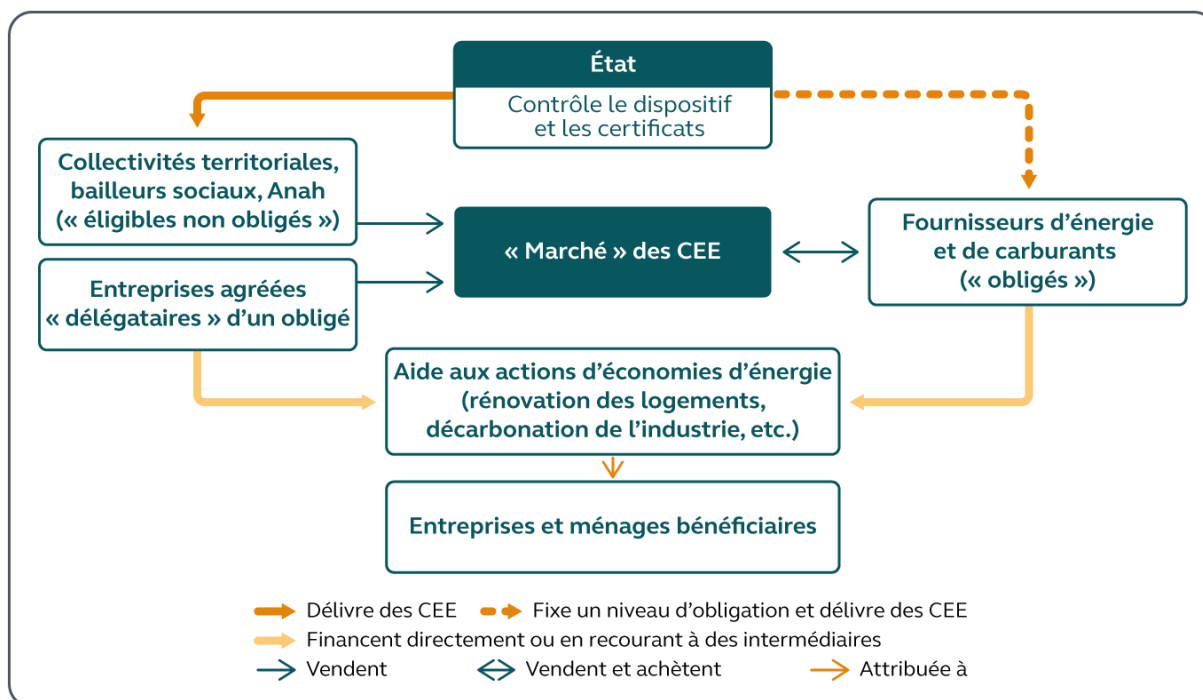 État
Contrôle le dispositif
et les certificats
Collectivités territoriales,
bailleurs sociaux, Anah
(« éligibles non obligés »)
« Marché » des CEE
Fournisseurs d’énergie
et de carburants
(« obligés »)
Entreprises agréées
« délégataires » d’un obligé
Aide aux actions d’économies d’énergie
(rénovation des logements,
décarbonation de l’industrie, etc.)
Entreprises et ménages bénéficiaires
Délivre des CEE
Fixe un niveau d’obligation et délivre des CEE
Financent directement ou en recourant à des intermédiaires
Vendent
Vendent et achètent
Attribuée à